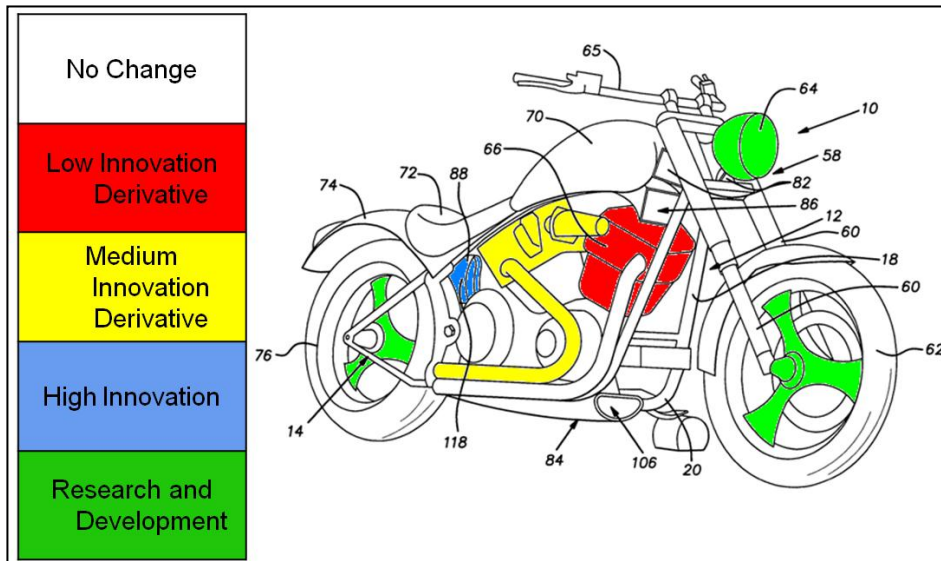 No Change
Low Innovation
Derivative
Medium
Innovation
Derivative
High Innovation
Research and
Development
65
64
10
70
58
66
88
72
74
82
86
12
60
18
60
62
76
14
118
84
106
20